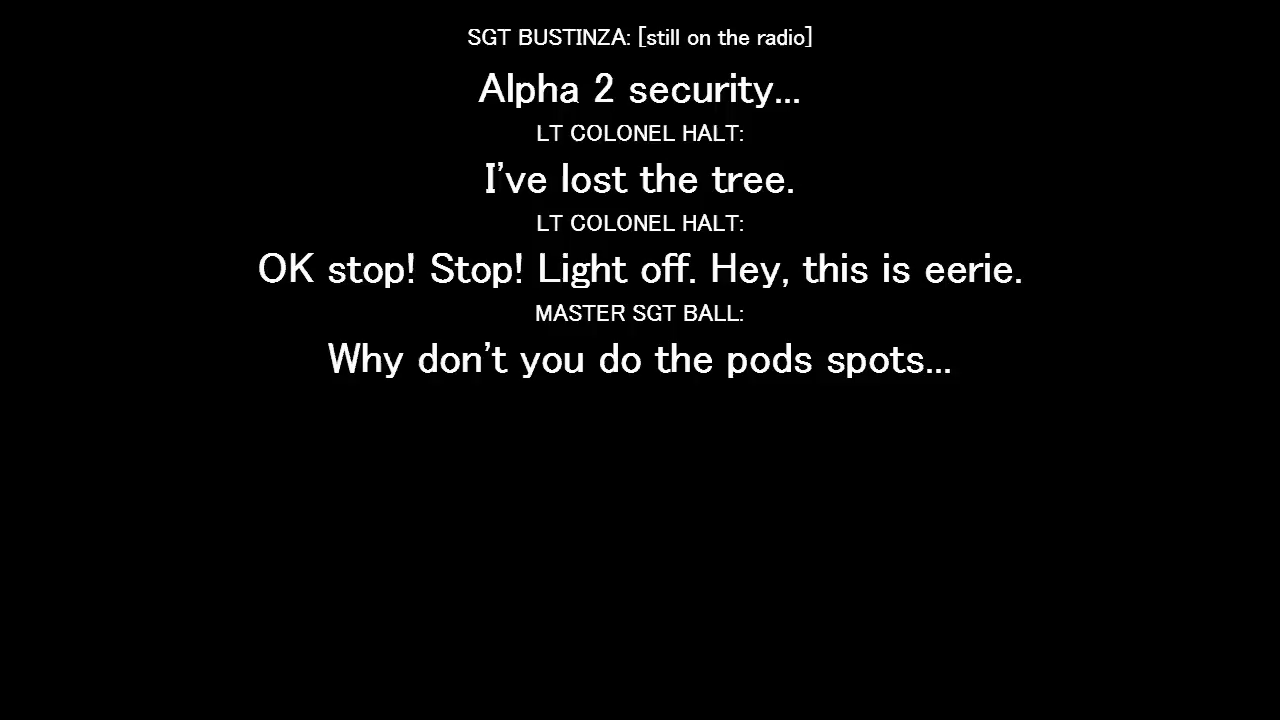 SGT BUSTINZA: [still on the radio]
Alpha 2 security...
LT COLONEL HALT:
I've lost the tree.
LT COLONEL HALT:
OK stop! Stop! Light off. Hey, this is eerie.
MASTER SGT BALL:
Why don't you do the pods spots...